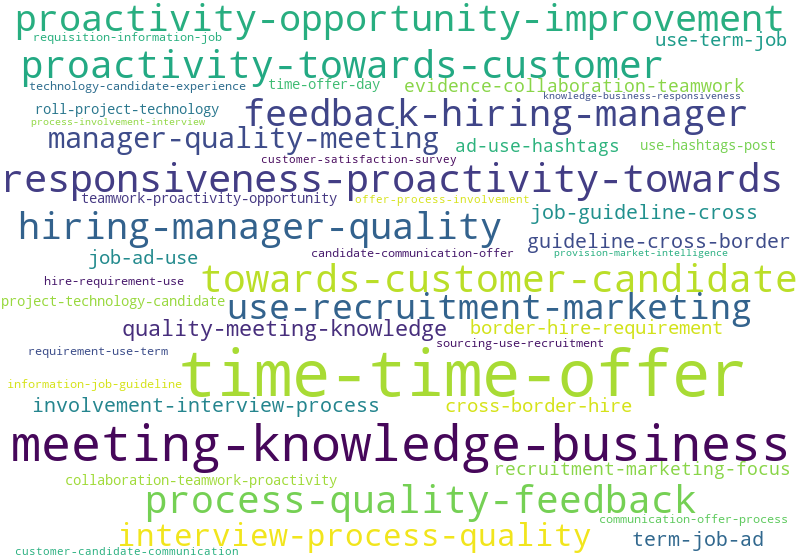 proactivity-opportunity-improvement
requisition-information-job
use-term-job
proactivity-towards-customer
technology-candidate-experience
time-offer-day
evidence-collaboration-teamwork
knowledge-business-responsiveness
roll-project-technology
feedback-hiring-manager
process-involvement-interview
manager-quality-meeting
ad-use-hashtags
use-hashtags-post
customer-satisfaction-survey
responsiveness-proactivity-towards
teamwork-proactivity-opportunity
offer-process-involvement
hiring-manager-quality
job-guideline-cross
guideline-cross-border
job-ad-use
candidate-communication-offer
provision-market-intelligence
hire-requirement-use
towards-customer-candidate
project-technology-candidate
use-recruitment-marketing
quality-meeting-knowledge
border-hire-requirement
sourcing-use-recruitment
requirement-use-term
time-time-offer
information-job-guideline
involvement-interview-process
cross-border-hire
meeting-knowledge-business
recruitment-marketing-focus
collaboration-teamwork-proactivity
process-quality-feedback
communication-offer-process
interview-process-quality
term-job-ad
customer-candidate-communication